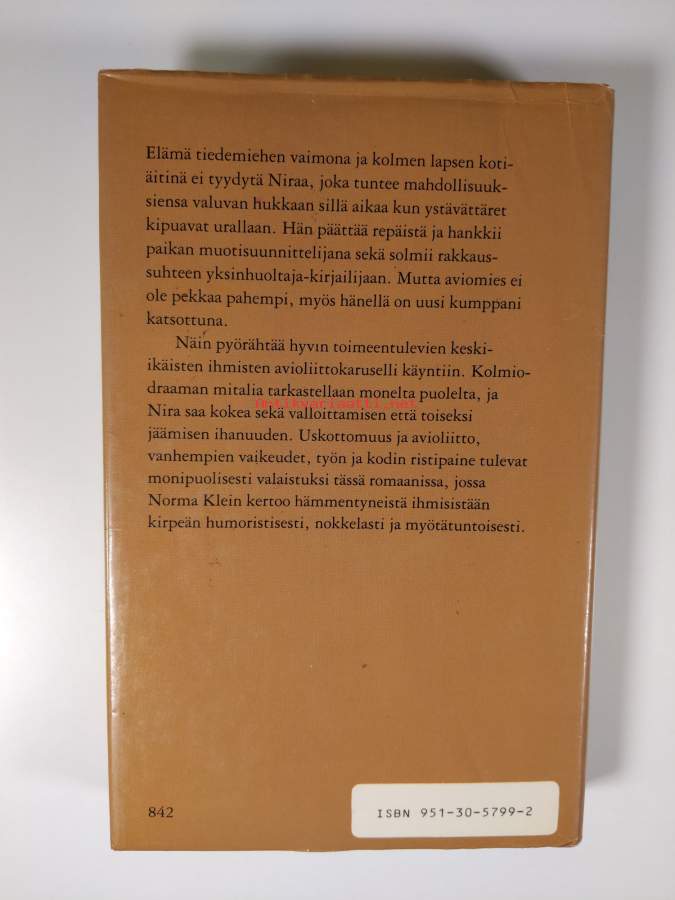 Elämä tiedemiehen vaimona ja kolmen lapsen koti-
äitinä ei tyydytä Niraa, joka tuntee mahdollisuuk-
siensa valuvan hukkaan sillä aikaa kun ystävättäret
kipuavat urallaan. Hän päättää repäistä ja hankkii
paikan muotisuunnittelijana sekä solmii rakkaus-
suhteen yksinhuoltaja-kirjailijaan. Mutta aviomies ei
ole pekkaa pahempi, myös hänellä on uusi kumppani
katsottuna.
Näin pyörähtää hyvin toimeentulevien keski-
ikäisten ihmisten avioliittokaruselli käyntiin. Kolmio-
draaman mitalia tarkastellaan monelta puolelta, ja
antikvariaatti.net
Nira saa kokea sekä valloittamisen että toiseksi
jäämisen ihanuuden. Uskottomuus ja avioliitto,
vanhempien vaikeudet, työn ja kodin ristipaine tulevat
monipuolisesti valaistuksi tässä romaanissa, jossa
Norma Klein kertoo hämmentyneistä ihmisistään
kirpeän humoristisesti, nokkelasti ja myötätuntoisesti.
842
ISBN 951-30-5799-2